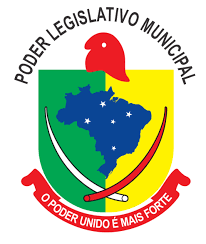 PODER LEGISLATIVO MUNICIPAL
O PODER UNIDO É MAIS FORTE